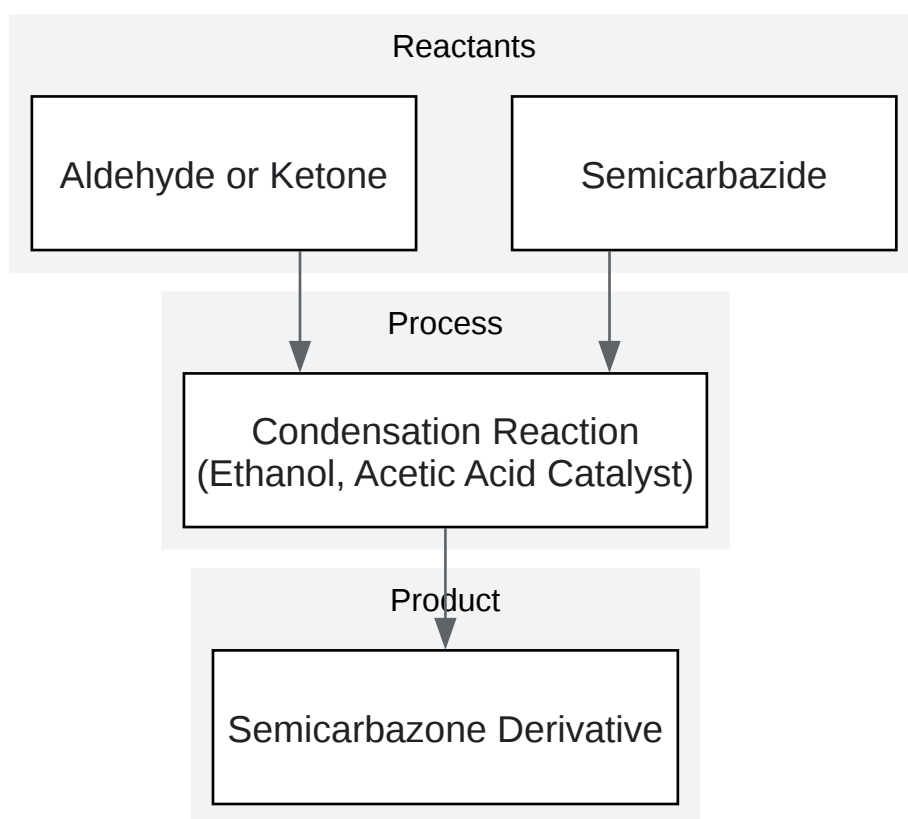 Reactants
Aldehyde or Ketone
Semicarbazide
Process
Condensation Reaction
(Ethanol, Acetic Acid Catalyst)
Product
Semicarbazone Derivative